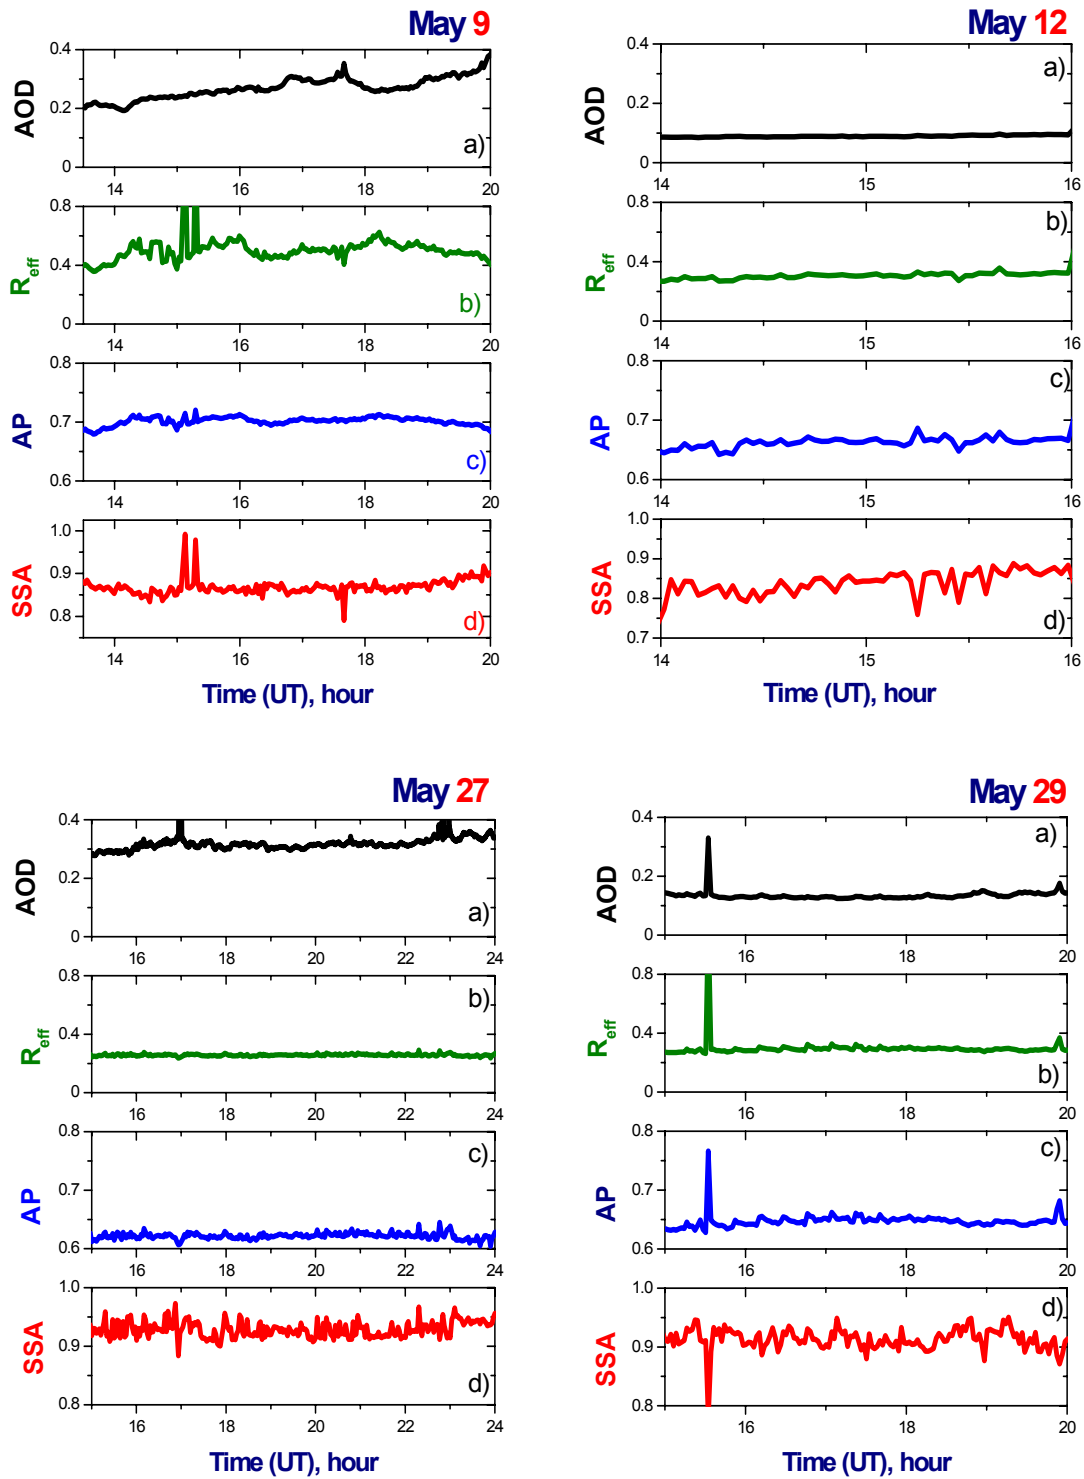 May 9
AOD
0.4
0.2
0
a)
14 16 18 20
R_eff
0.8
0.4
0
b)
14 16 18 20
AP
0.8
0.7
0.6
c)
14 16 18 20
SSA
1.0
0.9
0.8
d)
14 16 18 20
Time (UT), hour
May 12
AOD
0.4
0.2
0
a)
14 15 16
R_eff
0.8
0.4
0
b)
14 15 16
AP
0.8
0.7
0.6
c)
14 15 16
SSA
1.0
0.9
0.8
0.7
d)
14 15 16
Time (UT), hour
May 27
AOD
0.4
0.2
0
a)
16 18 20 22 24
R_eff
0.8
0.4
0
b)
16 18 20 22 24
AP
0.8
0.7
0.6
c)
16 18 20 22 24
SSA
1.0
0.9
0.8
d)
16 18 20 22 24
Time (UT), hour
May 29
AOD
0.4
0.2
0
a)
16 18 20
R_eff
0.8
0.4
0
b)
16 18 20
AP
0.8
0.7
0.6
c)
16 18 20
SSA
1.0
0.9
0.8
d)
16 18 20
Time (UT), hour